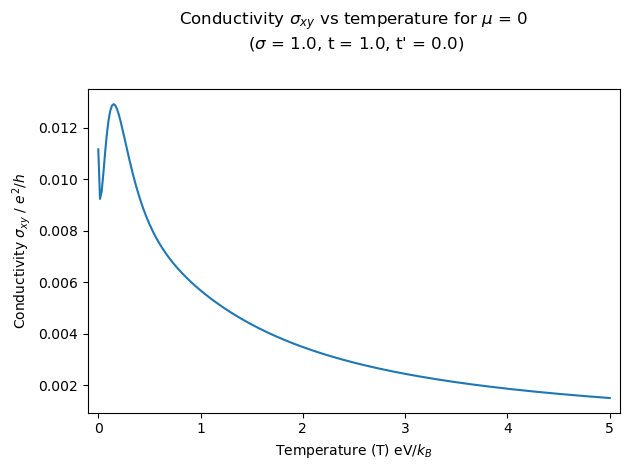 Conductivity σxy vs temperature for μ = 0
(σ = 1.0, t = 1.0, t' = 0.0)
Conductivity σxy / e²/h
0.012
0.010
0.008
0.006
0.004
0.002
0 1 2 3 4 5
Temperature (T) eV/kB